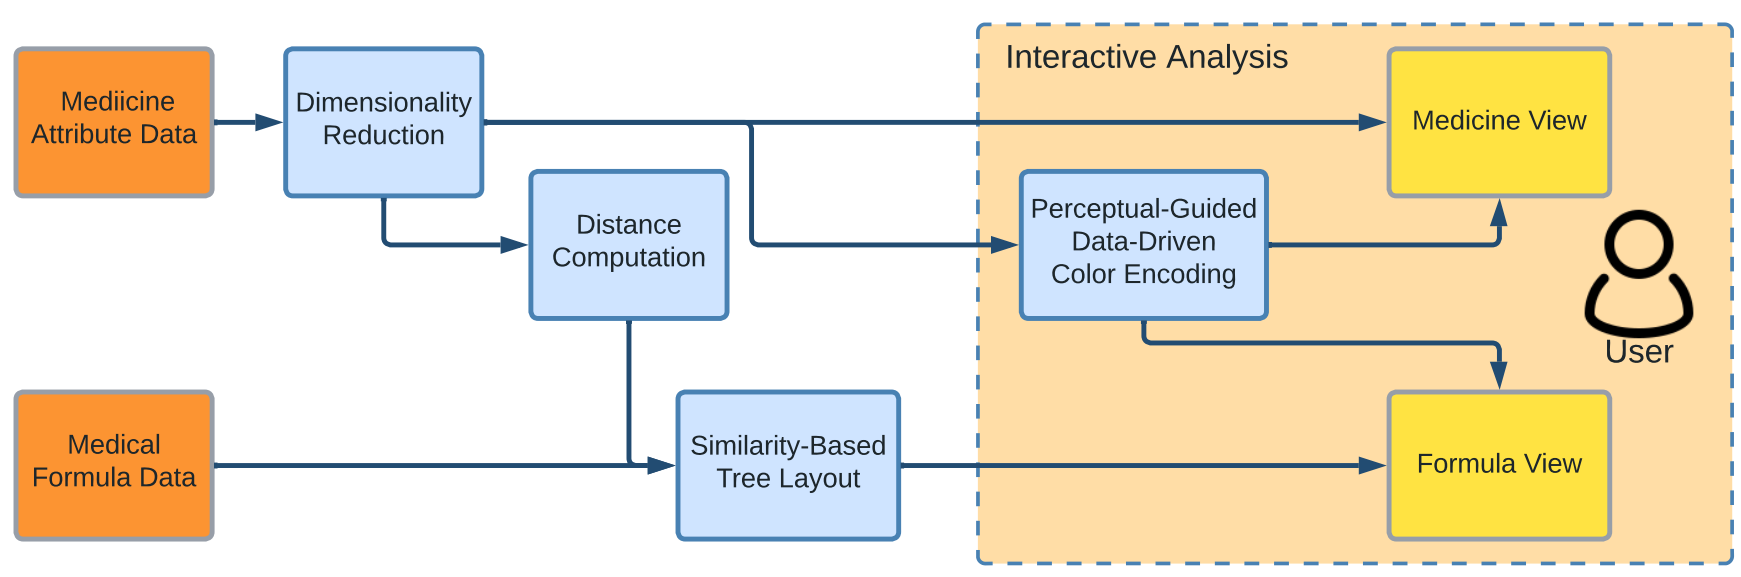 Interactive Analysis
Mediicine
Attribute Data
Dimensionality
Reduction
Medicine View
Distance
Computation
Perceptual-Guided
Data-Driven
Color Encoding
User
Medical
Formula Data
Similarity-Based
Tree Layout
Formula View